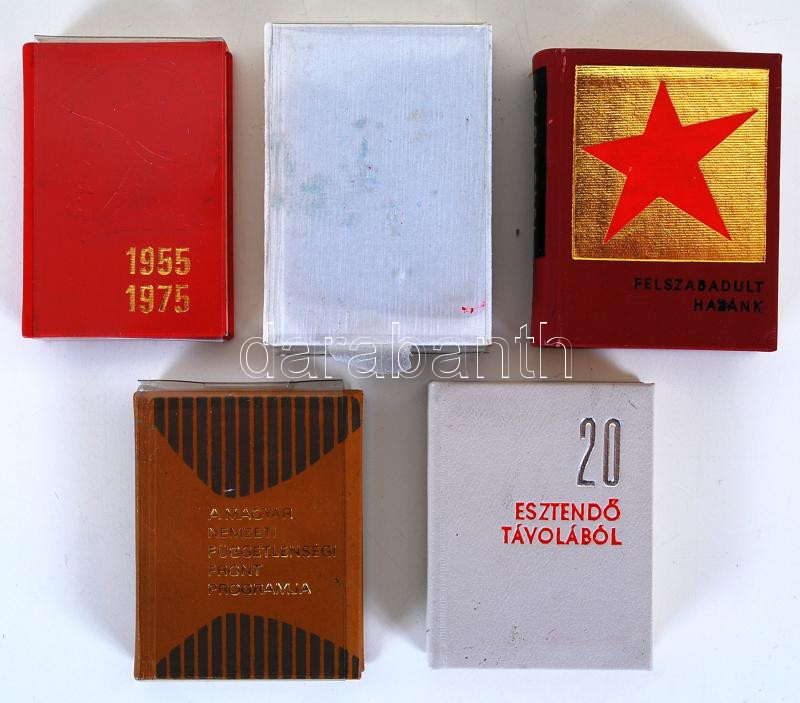 1955
1975
FELSZABADULT
HAZÁNK
darabanth
A MAGYAR
NEMZETI
FÜGGETLENSÉGI
FRONT
PROGRAMJA
20
ESZTENDŐ
TÁVOLÁBÓL